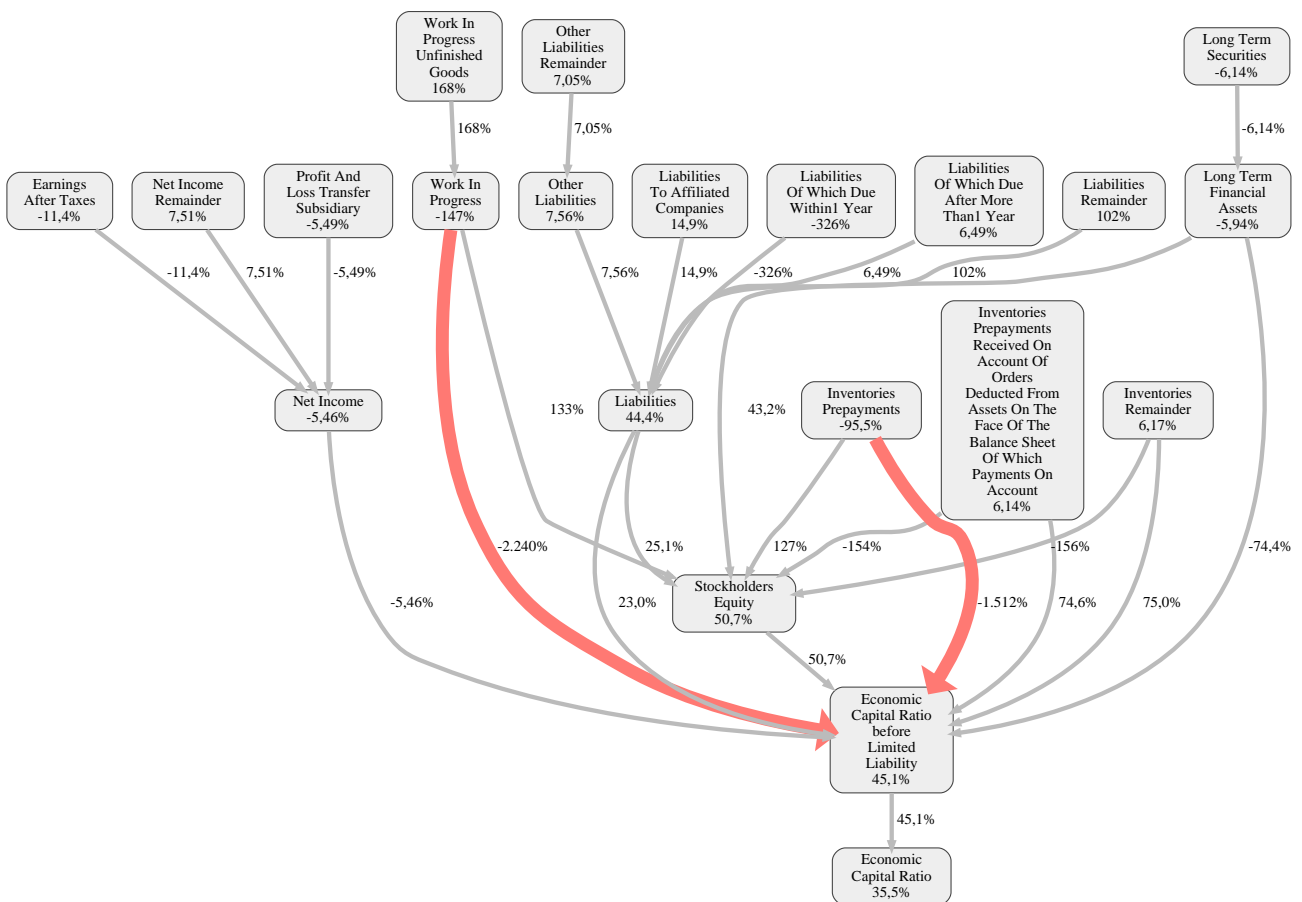 Work In
Progress
Unfinished
Goods
168%
Other
Liabilities
Remainder
7,05%
Long Term
Securities
-6,14%
168%
7,05%
-6,14%
Earnings
After Taxes
-11,4%
Net Income
Remainder
7,51%
Profit And
Loss Transfer
Subsidiary
-5,49%
Work In
Progress
-147%
Other
Liabilities
7,56%
Liabilities
To Affiliated
Companies
14,9%
Liabilities
Of Which Due
Within1 Year
-326%
Liabilities
Of Which Due
After More
Than1 Year
6,49%
Liabilities
Remainder
102%
Long Term
Financial
Assets
-5,94%
-11,4%
7,51%
-5,49%
7,56%
14,9%
-326%
6,49%
102%
Net Income
-5,46%
133%
Liabilities
44,4%
43,2%
Inventories
Prepayments
-95,5%
Inventories
Prepayments
Received On
Account Of
Orders
Deducted From
Assets On The
Face Of The
Balance Sheet
Of Which
Payments On
Account
6,14%
Inventories
Remainder
6,17%
-2.240%
25,1%
127%
-154%
-156%
-74,4%
Stockholders
Equity
50,7%
-5,46%
23,0%
-1.512%
74,6%
75,0%
50,7%
Economic
Capital Ratio
before
Limited
Liability
45,1%
45,1%
Economic
Capital Ratio
35,5%